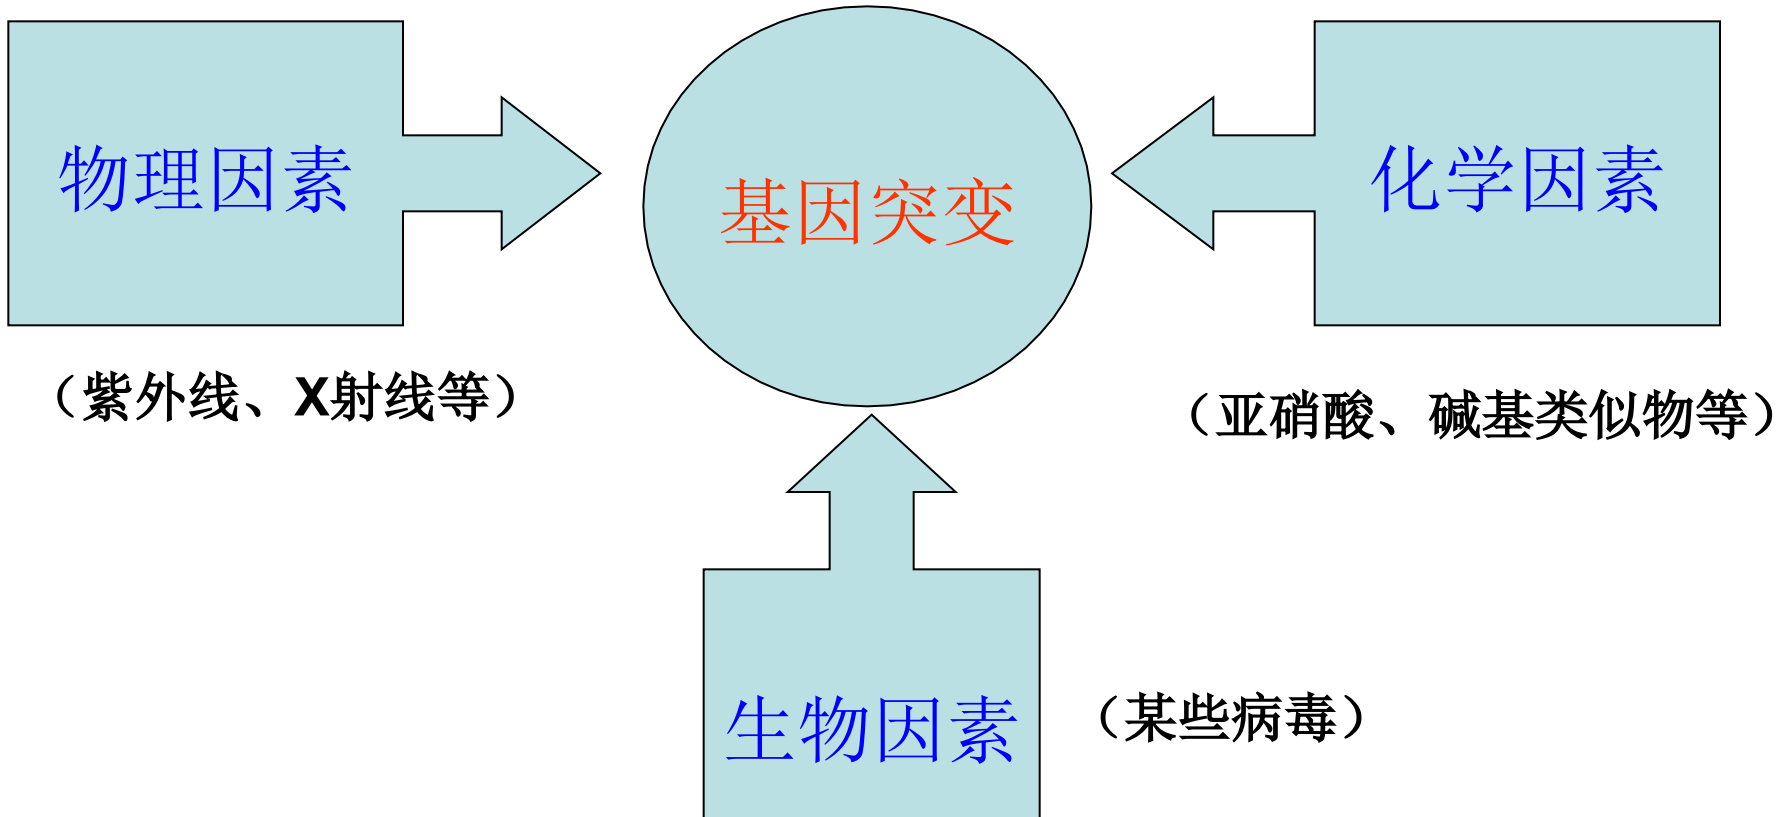 物理因素
基因突变
化学因素
（紫外线、X射线等）
（亚硝酸、碱基类似物等）
生物因素
（某些病毒）